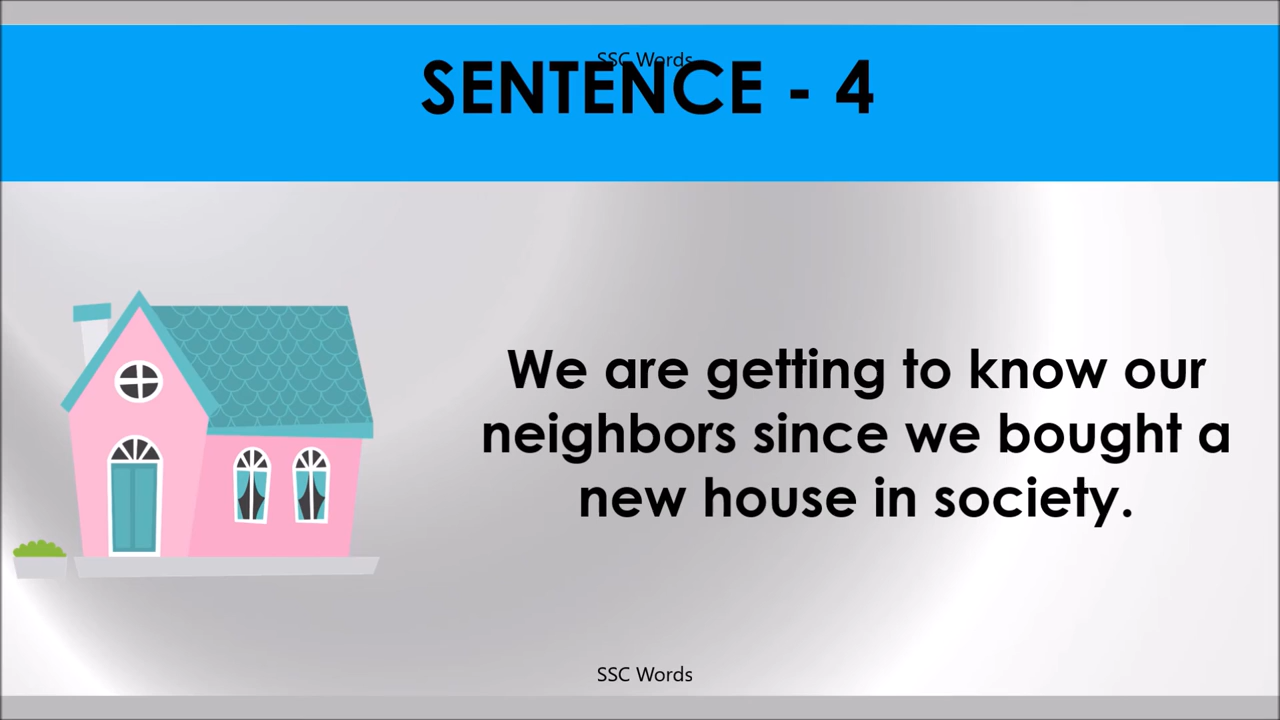 SSC Words
SENTENCE - 4
We are getting to know our
neighbors since we bought a
new house in society.
SSC Words